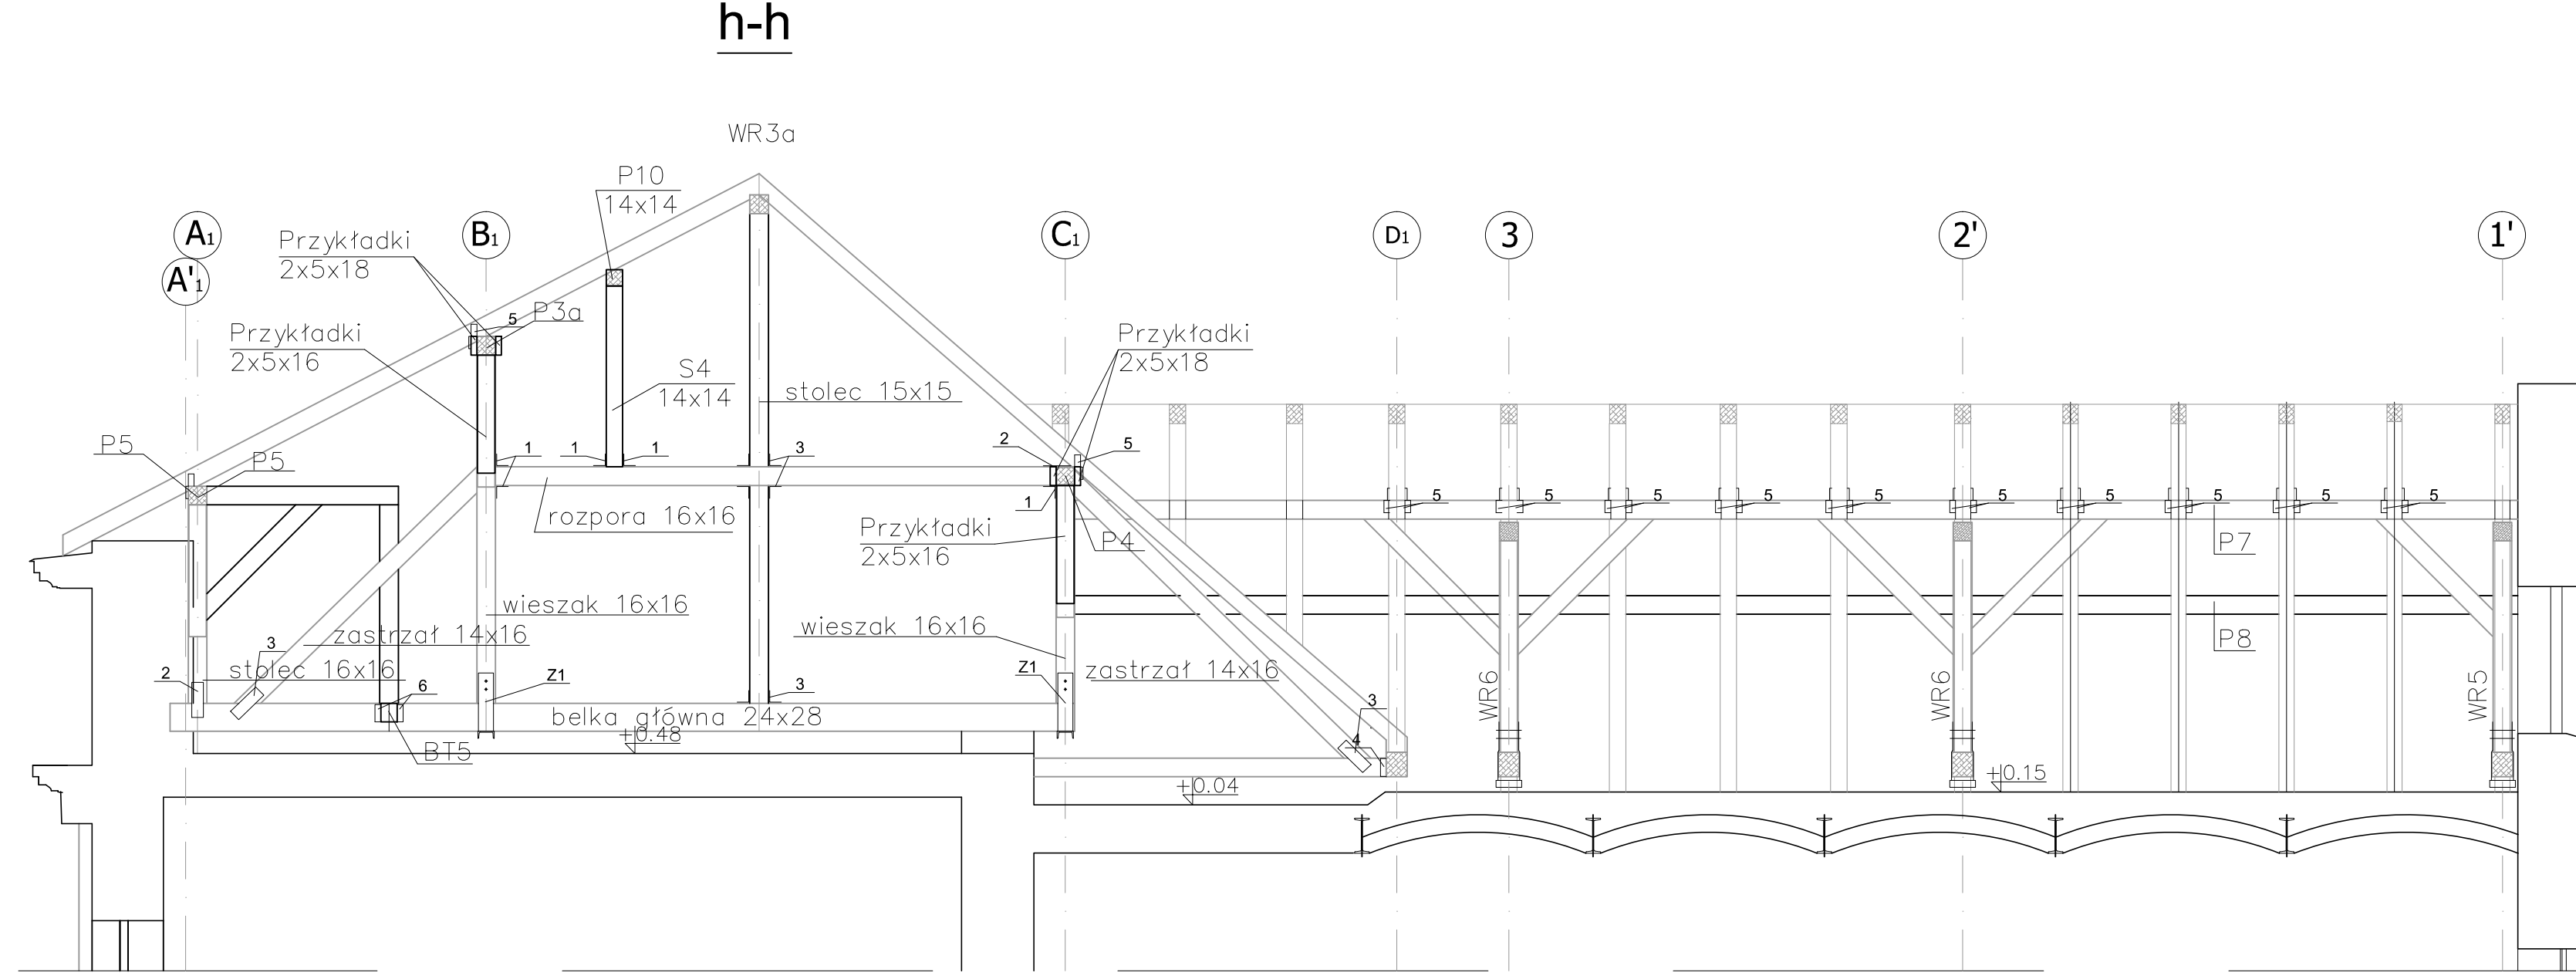 h-h
WR3a
P10
14x14
A1
B1
C1
D1
3
2'
1'
A'1
Przykładki
2x5x18
5
P3a
Przykładki
2x5x16
Przykładki
2x5x18
S4
14x14
stolec 15x15
P5
P5
1
1
1
3
2
5
5
5
5
5
5
5
5
5
5
5
1
rozpora 16x16
Przykładki
2x5x16
P4
P7
wieszak 16x16
wieszak 16x16
P8
zastrzał 14x16
3
stolec 16x16
2
Z1
Z1
zastrzał 14x16
6
3
3
WR6
WR6
WR5
belka główna 24x28
+0.48
4
BT5
+0.04
+0.15